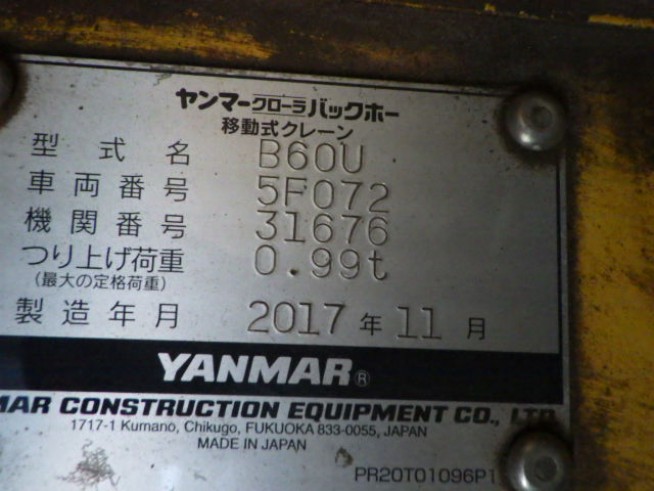 ヤンマークローラバックホー
移動式クレーン
型式名 B60U
車両番号 5F072
機関番号 31676
つり上げ荷重 0.99t
(最大の定格荷重)
製造年月 2017年11月
YANMAR®
MAR CONSTRUCTION EQUIPMENT CO., LTD.
1717-1 Kumano, Chikugo, FUKUOKA 833-0055, JAPAN
MADE IN JAPAN
PR20T01096P1